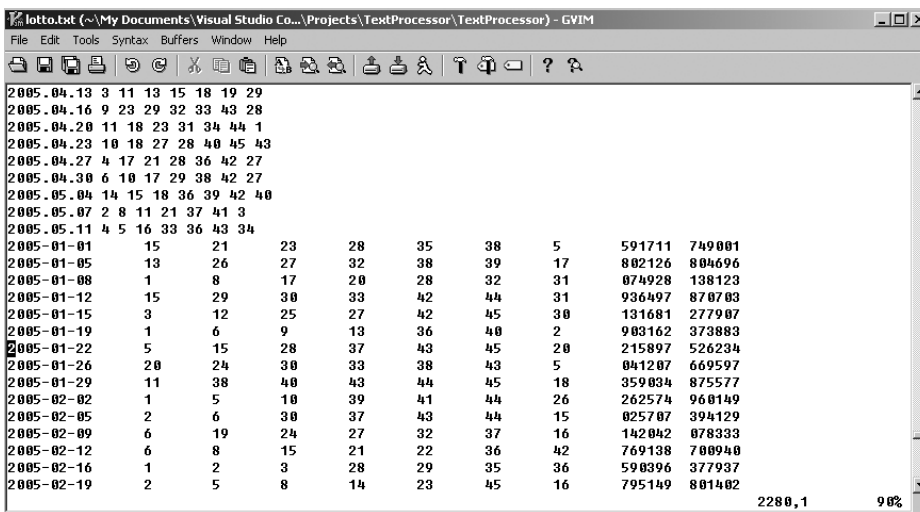 lotto.txt (~\My Documents\Visual Studio Co...\Projects\TextProcessor\TextProcessor) - GVIM
File Edit Tools Syntax Buffers Window Help
2005.04.13 3 11 13 15 18 19 29
2005.04.16 9 23 29 32 33 43 28
2005.04.20 11 18 23 31 34 44 1
2005.04.23 10 18 27 28 40 45 43
2005.04.27 4 17 21 28 36 42 27
2005.04.30 6 10 17 29 38 42 27
2005.05.04 14 15 18 36 39 42 40
2005.05.07 2 8 11 21 37 41 3
2005.05.11 4 5 16 33 36 43 34
2005-01-01 15 21 23 28 35 38 5 591711 749001
2005-01-05 13 26 27 32 38 39 17 802126 804696
2005-01-08 1 8 17 20 28 32 31 074928 138123
2005-01-12 15 29 30 33 42 44 31 936497 870703
2005-01-15 3 12 25 27 42 45 30 131681 277907
2005-01-19 1 6 9 13 36 40 2 903162 373883
2005-01-22 5 15 28 37 43 45 20 215897 526234
2005-01-26 20 24 30 33 38 43 5 041207 669597
2005-01-29 11 38 40 43 44 45 18 359034 875577
2005-02-02 1 5 10 39 41 44 26 262574 960149
2005-02-05 2 6 30 37 43 44 15 025707 394129
2005-02-09 6 19 24 27 32 37 16 142042 078333
2005-02-12 6 8 15 21 22 36 42 769138 700940
2005-02-16 1 2 3 28 29 35 36 590396 377937
2005-02-19 2 5 8 14 23 45 16 795149 801402
2280,1 90%